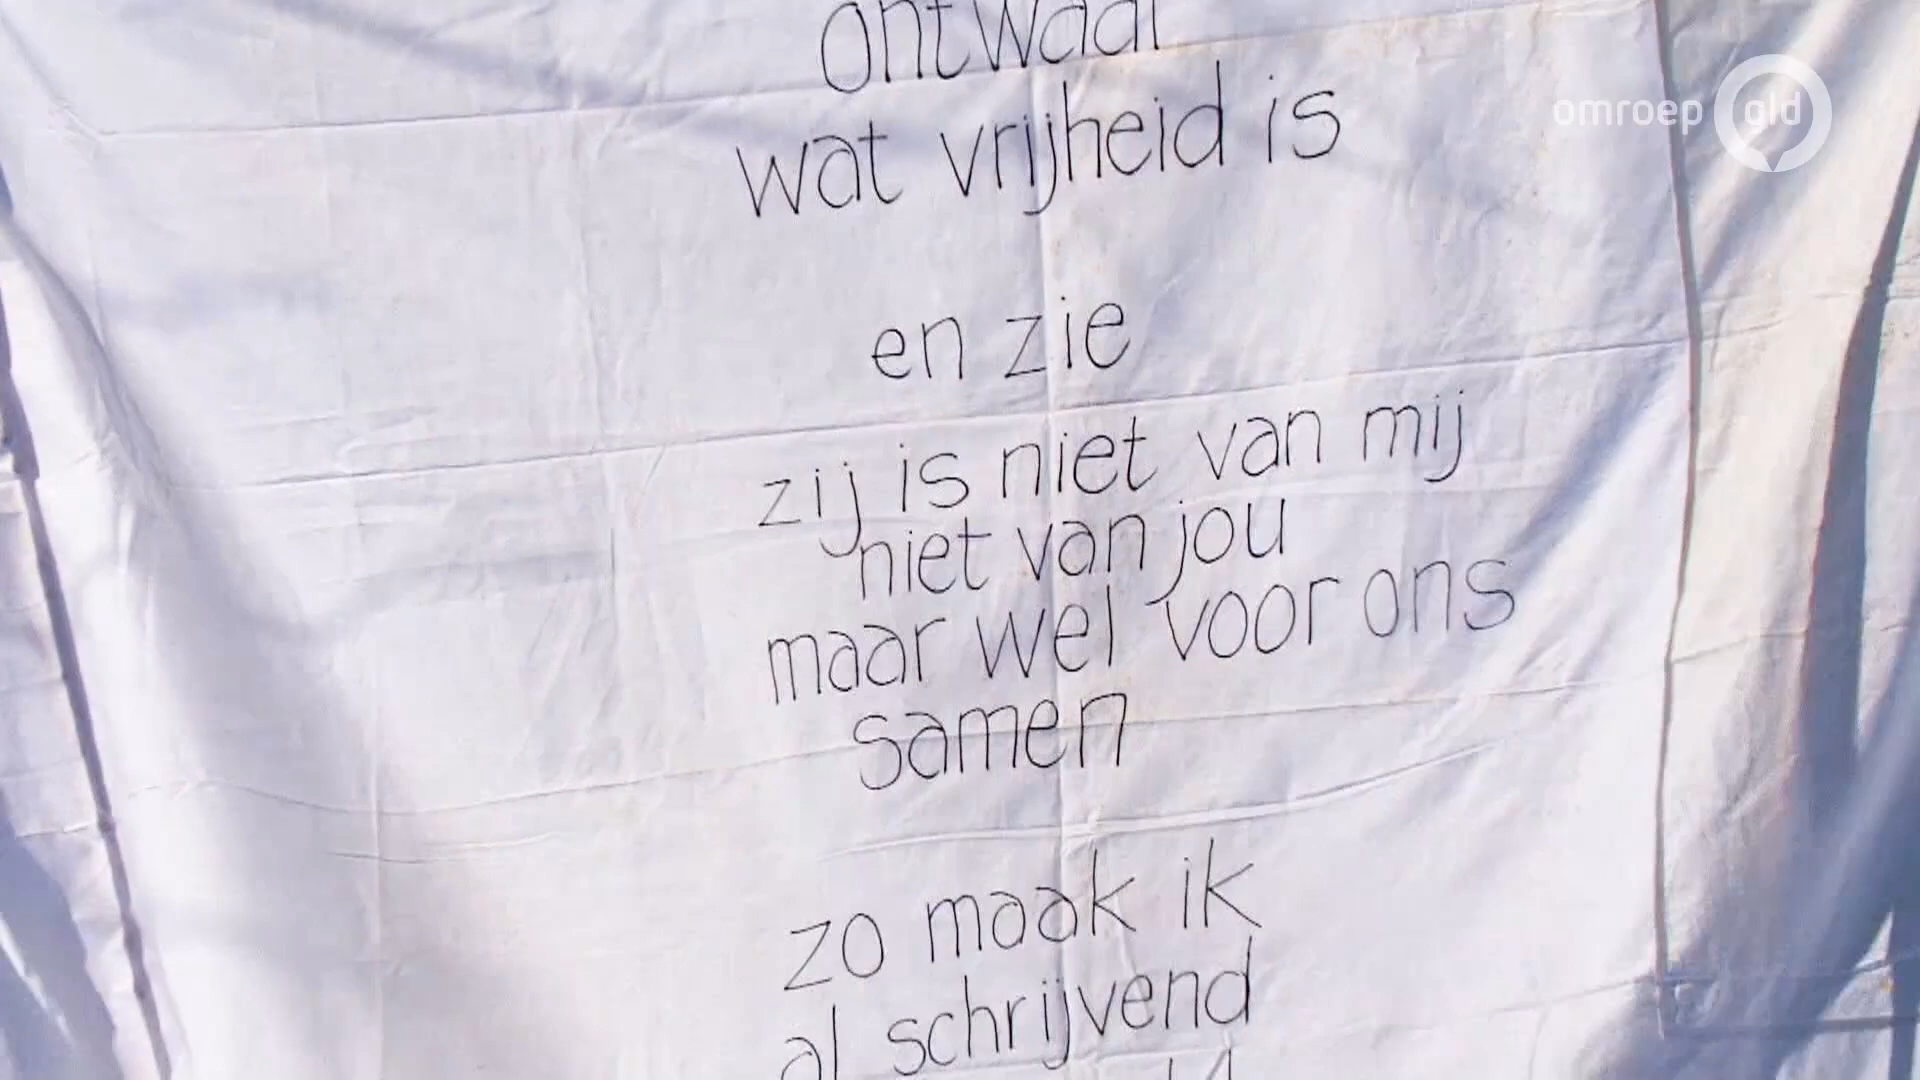 ontwaar
wat vrijheid is
en zie
zij is niet van mij
niet van jou
maar wel voor ons
samen
zo maak ik
al schrijvend
omroep gld